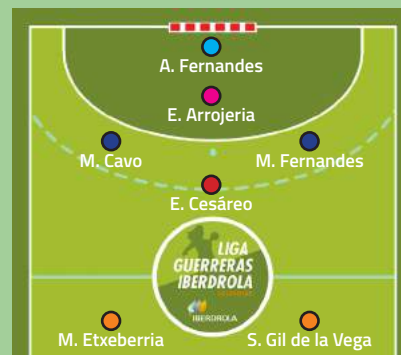 A. Fernandes
E. Arrojeria
M. Cavo
M. Fernandes
E. Cesáreo
LIGA
GUERRERAS
IBERDROLA
IBERDROLA
M. Etxeberria
S. Gil de la Vega